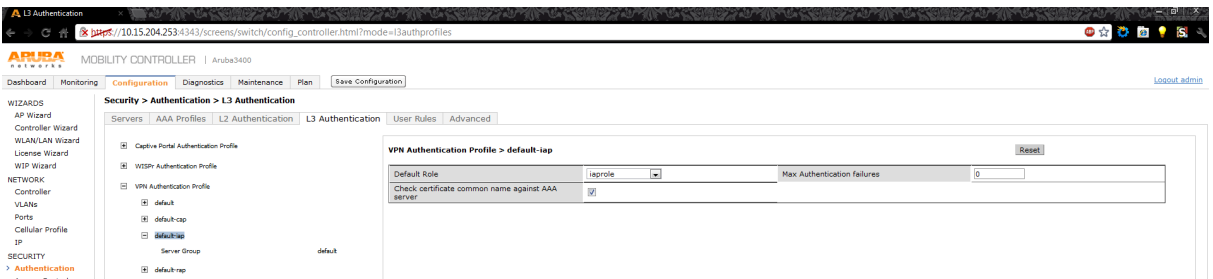 L3 Authentication
https://10.15.204.253:4343/screens/switch/config_controller.html?mode=l3authprofiles
ARUBA networks MOBILITY CONTROLLER | Aruba3400
Dashboard Monitoring Configuration Diagnostics Maintenance Plan Save Configuration Logout admin
WIZARDS
AP Wizard
Controller Wizard
WLAN/LAN Wizard
License Wizard
WIP Wizard
NETWORK
Controller
VLANs
Ports
Cellular Profile
IP
SECURITY
> Authentication
Security > Authentication > L3 Authentication
Servers AAA Profiles L2 Authentication L3 Authentication User Rules Advanced
Captive Portal Authentication Profile
WISPr Authentication Profile
VPN Authentication Profile
default
default-cap
default-iap
Server Group default
default-rap
VPN Authentication Profile > default-iap Reset
Default Role iaprole Max Authentication failures 0
Check certificate common name against AAA
server